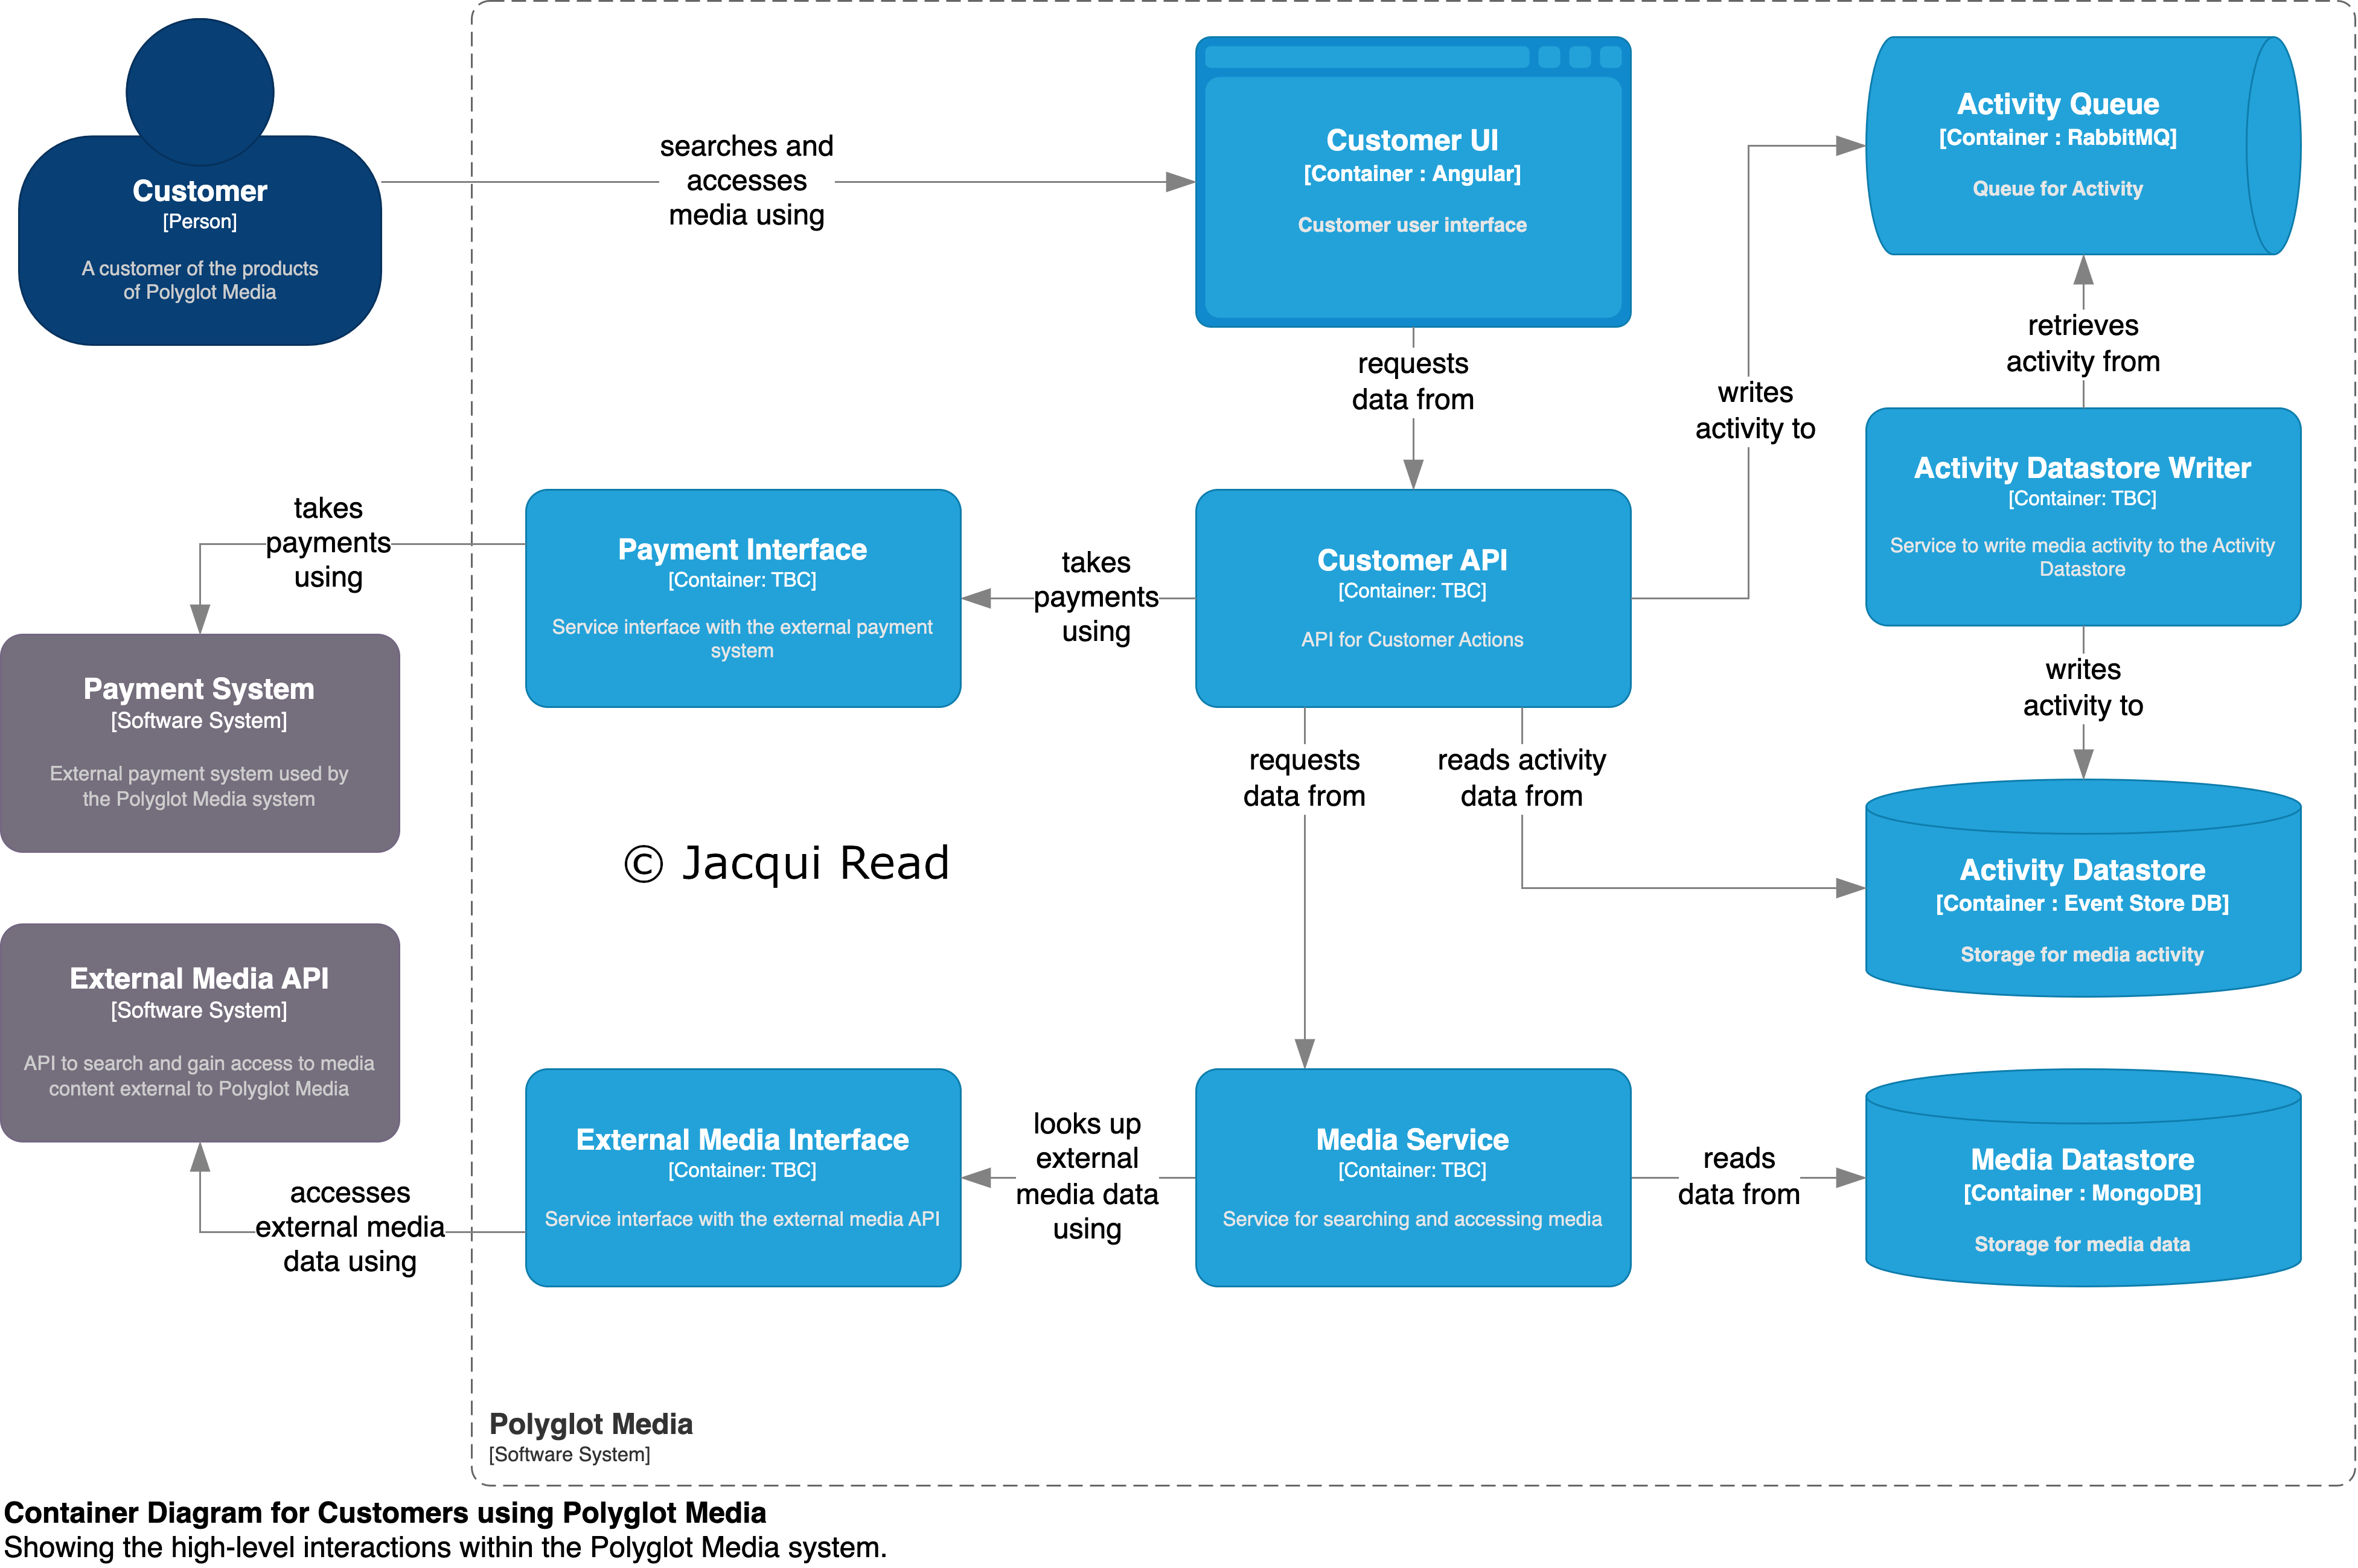 Customer
[Person]
A customer of the products
of Polyglot Media
searches and
accesses
media using
Customer UI
[Container : Angular]
Customer user interface
Activity Queue
[Container : RabbitMQ]
Queue for Activity
requests
data from
writes
activity to
retrieves
activity from
Activity Datastore Writer
[Container: TBC]
Service to write media activity to the Activity
Datastore
takes
payments
using
Payment Interface
[Container: TBC]
Service interface with the external payment
system
takes
payments
using
Customer API
[Container: TBC]
API for Customer Actions
Payment System
[Software System]
External payment system used by
the Polyglot Media system
requests
data from
reads activity
data from
writes
activity to
© Jacqui Read
Activity Datastore
[Container : Event Store DB]
Storage for media activity
External Media API
[Software System]
API to search and gain access to media
content external to Polyglot Media
accesses
external media
data using
External Media Interface
[Container: TBC]
Service interface with the external media API
looks up
external
media data
using
Media Service
[Container: TBC]
Service for searching and accessing media
reads
data from
Media Datastore
[Container : MongoDB]
Storage for media data
Polyglot Media
[Software System]
Container Diagram for Customers using Polyglot Media
Showing the high-level interactions within the Polyglot Media system.